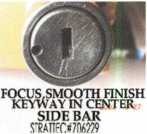 FOCUS,SMOOTH FINISH
KEYWAY IN CENTER
SIDE BAR
STRATTEC#706229